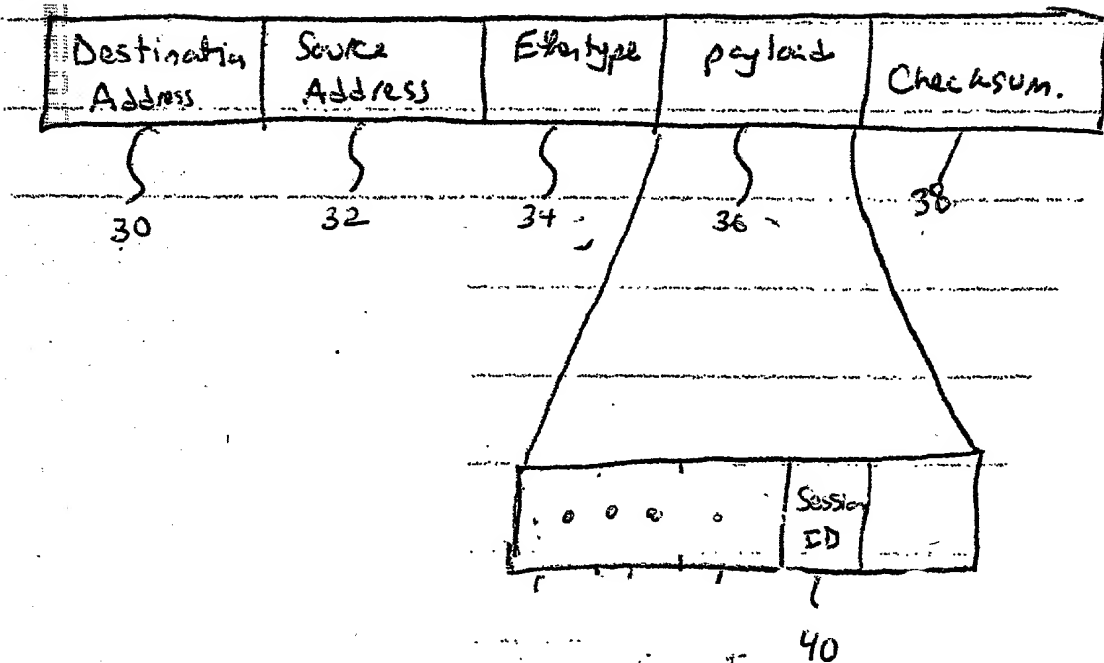 Destination
Address
Source
Address
Ethertype
payload
Checksum.
30
32
34
36
38
Session
ID
40